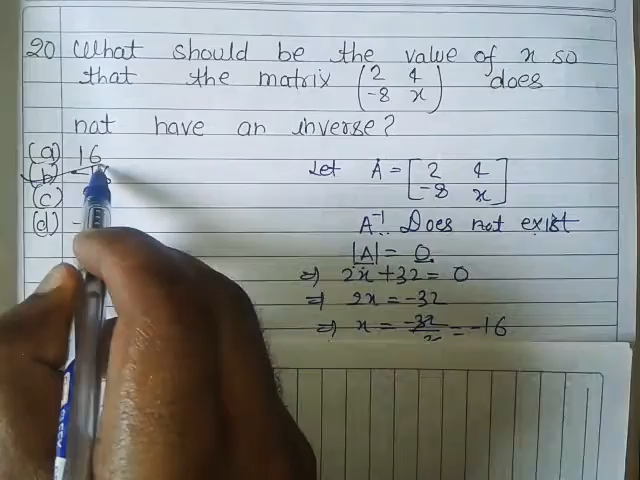 20 What should be the value of x so
that the matrix (2 4 does
-8 x)
not have an inverse?
(a) 16
(b)
(c)
(d) -
Let A = [2 4
-8 x]
A⁻¹ Does not exist
|A| = 0
⇒ 2x + 32 = 0
⇒ 2x = -32
⇒ x = -32/2 = -16